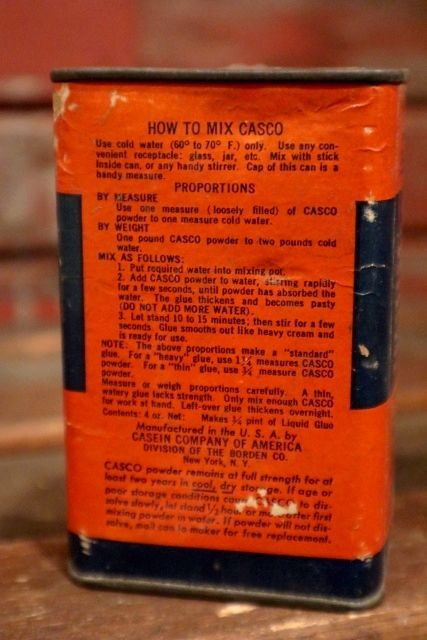 HOW TO MIX CASCO
Use cold water (60° to 70° F.) only. Use any con-
venient receptacle: glass, jar, etc. Mix with stick
inside can, or any handy stirrer. Cap of this can is a
handy measure.
PROPORTIONS
BY MEASURE
Use one measure (loosely filled) of CASCO
powder to one measure cold water.
BY WEIGHT
One pound CASCO powder to two pounds cold
water.
MIX AS FOLLOWS:
1. Put required water into mixing pot.
2. Add CASCO powder to water, stirring rapidly
for a few seconds, until powder has absorbed the
water. The glue thickens and becomes pasty
(DO NOT ADD MORE WATER).
3. Let stand 10 to 15 minutes; then stir for a few
seconds. Glue smooths out like heavy cream and
is ready for use.
NOTE: The above proportions make a "standard"
glue. For a "heavy" glue, use 1¼ measures CASCO
powder. For a "thin" glue, use ¾ measure CASCO
powder.
Measure or weigh proportions carefully. A thin,
watery glue lacks strength. Only mix enough CASCO
for work at hand. Left-over glue thickens overnight.
Contents: 4 oz. Net: Makes ¾ pint of Liquid Glue
Manufactured in the U. S. A. by
CASEIN COMPANY OF AMERICA
DIVISION OF THE BORDEN CO.
New York, N. Y.
CASCO powder remains at full strength for at
least two years in cool, dry storage. If age or
poor storage conditions cause CASCO to dis-
solve slowly, let stand ½ hour or more after first
mixing powder in water. If powder will not dis-
solve, mail can to maker for free replacement.